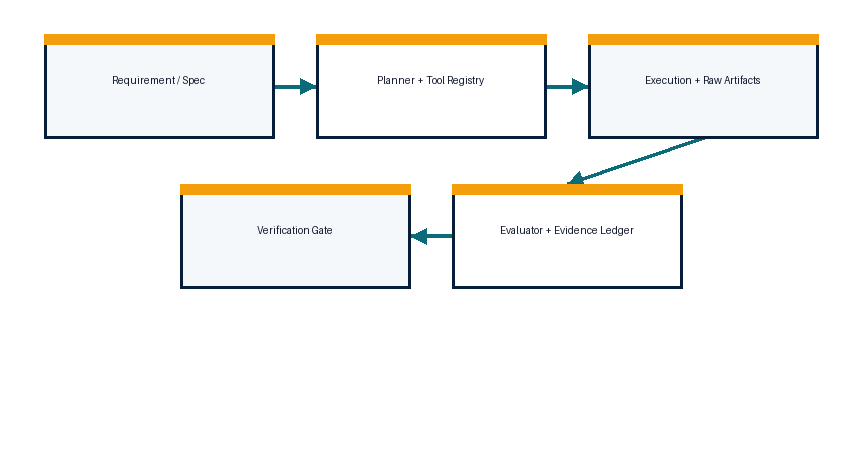 Requirement / Spec
Planner + Tool Registry
Execution + Raw Artifacts
Verification Gate
Evaluator + Evidence Ledger